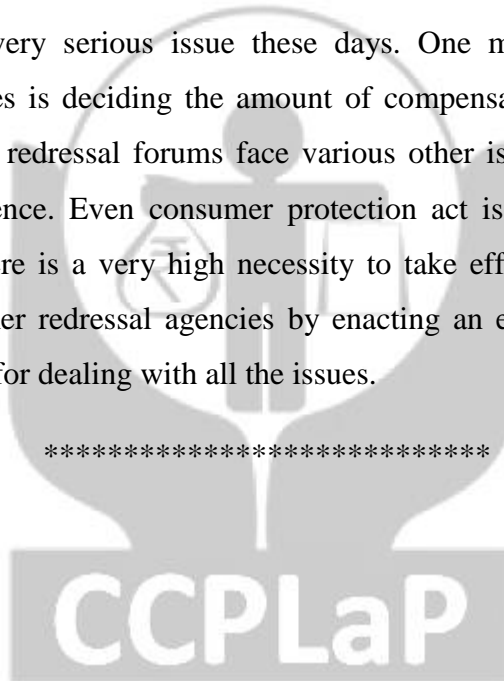 very serious issue these days. One m
es is deciding the amount of compensa
redressal forums face various other is
ence. Even consumer protection act is
ere is a very high necessity to take eff
er redressal agencies by enacting an e
for dealing with all the issues.
****************************
CCPLaP